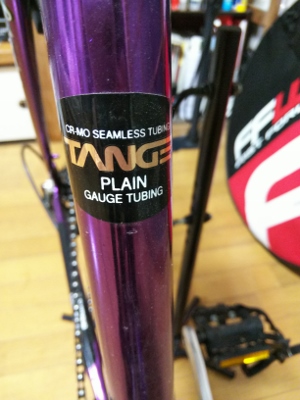 CR-MO SEAMLESS TUBING
TANGE
PLAIN
GAUGE TUBING